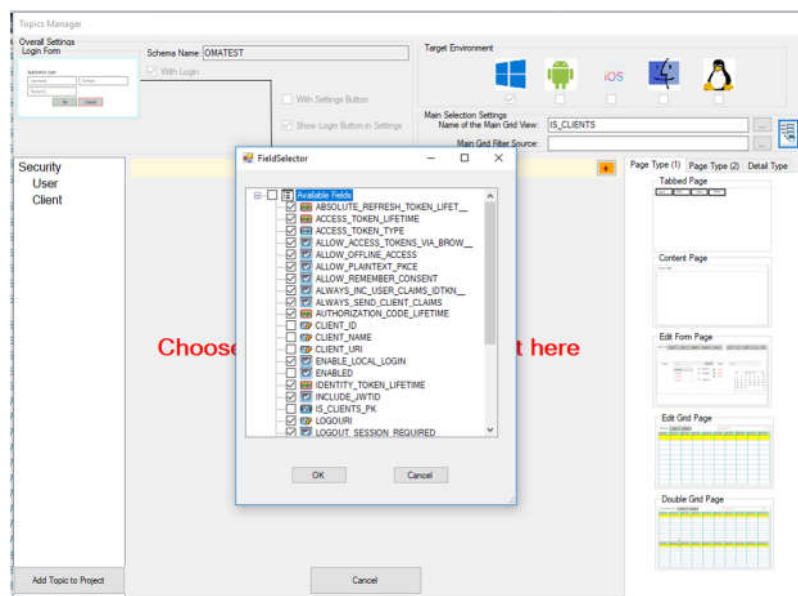 Topics Manager
Overall Settings
Login Form
Schema Name: OMATEST
With Login
With Settings Button
Show Login Button in Settings
Target Environment
iOS
Main Selection Settings
Name of the Main Grid View: IS_CLIENTS ...
Main Grid Filter Source: ...
Security
User
Client
FieldSelector
Available Fields
ABSOLUTE_REFRESH_TOKEN_LIFET__
ACCESS_TOKEN_LIFETIME
ACCESS_TOKEN_TYPE
ALLOW_ACCESS_TOKENS_VIA_BROW__
ALLOW_OFFLINE_ACCESS
ALLOW_PLAINTEXT_PKCE
ALLOW_REMEMBER_CONSENT
ALWAYS_INC_USER_CLAIMS_IDTKN__
ALWAYS_SEND_CLIENT_CLAIMS
AUTHORIZATION_CODE_LIFETIME
CLIENT_ID
CLIENT_NAME
CLIENT_URI
ENABLE_LOCAL_LOGIN
ENABLED
IDENTITY_TOKEN_LIFETIME
INCLUDE_JWTID
IS_CLIENTS_PK
LOGOURI
LOGOUT_SESSION_REQUIRED
OK Cancel
Choose t here
Page Type (1) Page Type (2) Detail Type
Tabbed Page
Content Page
Edit Form Page
Edit Grid Page
Double Grid Page
Add Topic to Project
Cancel